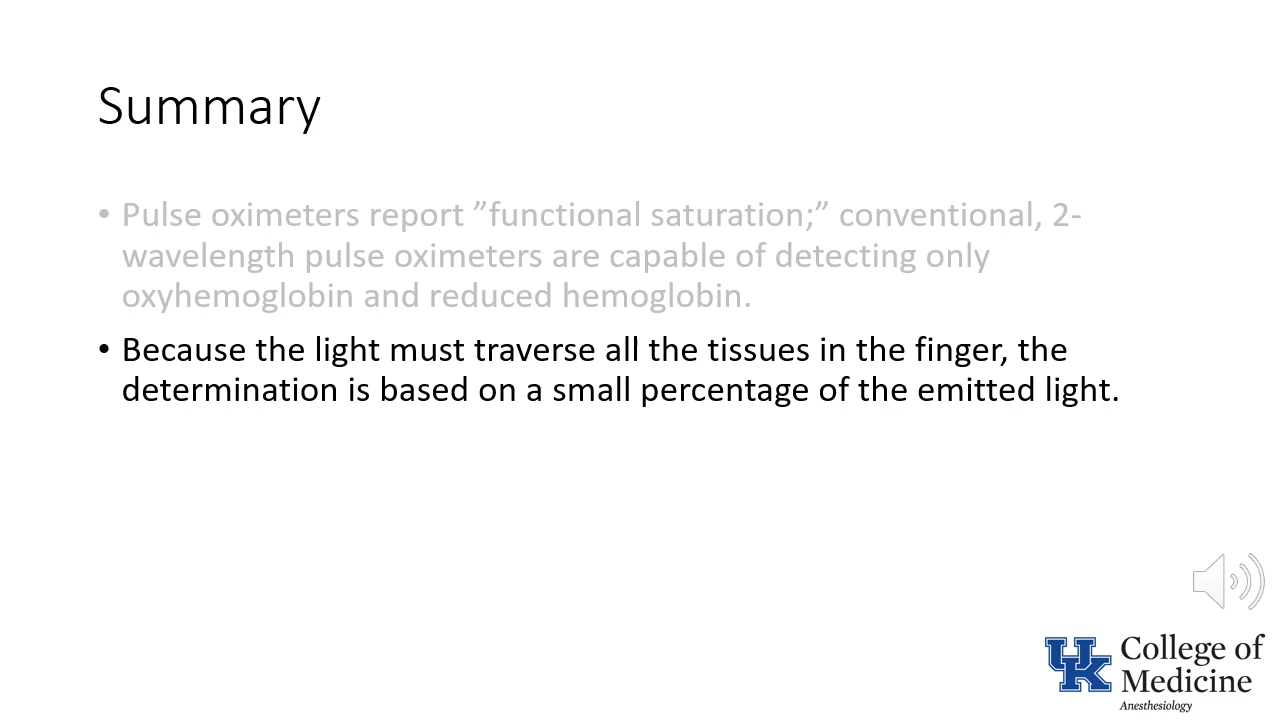 Summary
• Pulse oximeters report ”functional saturation;” conventional, 2-
wavelength pulse oximeters are capable of detecting only
oxyhemoglobin and reduced hemoglobin.
• Because the light must traverse all the tissues in the finger, the
determination is based on a small percentage of the emitted light.
UK
College of
Medicine
Anesthesiology